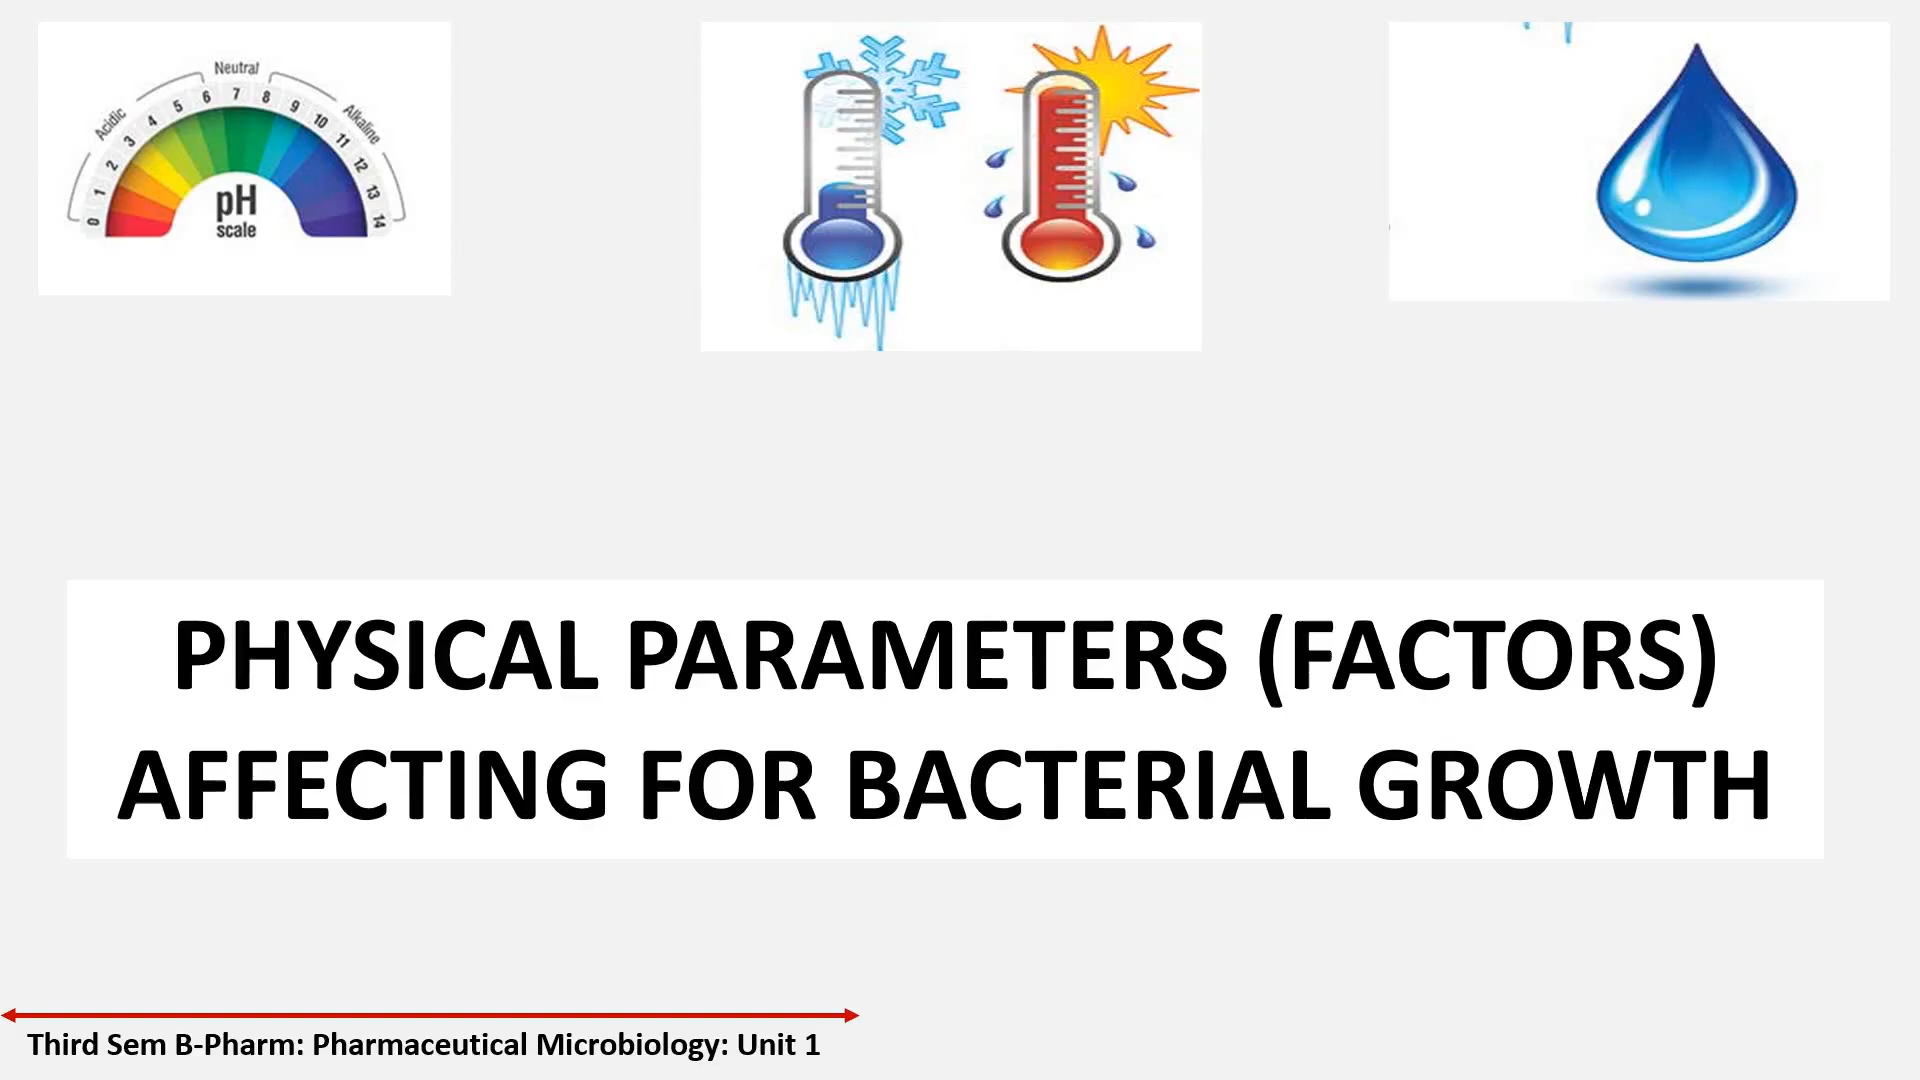 Neutral
Acidic
Alkaline
0 1 2 3 4 5 6 7 8 9 10 11 12 13 14
pH
scale
PHYSICAL PARAMETERS (FACTORS)
AFFECTING FOR BACTERIAL GROWTH
Third Sem B-Pharm: Pharmaceutical Microbiology: Unit 1